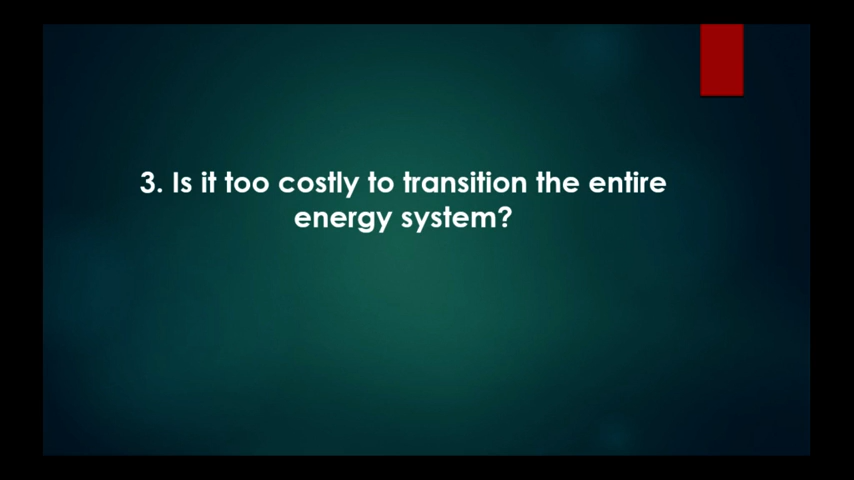 3. Is it too costly to transition the entire
energy system?